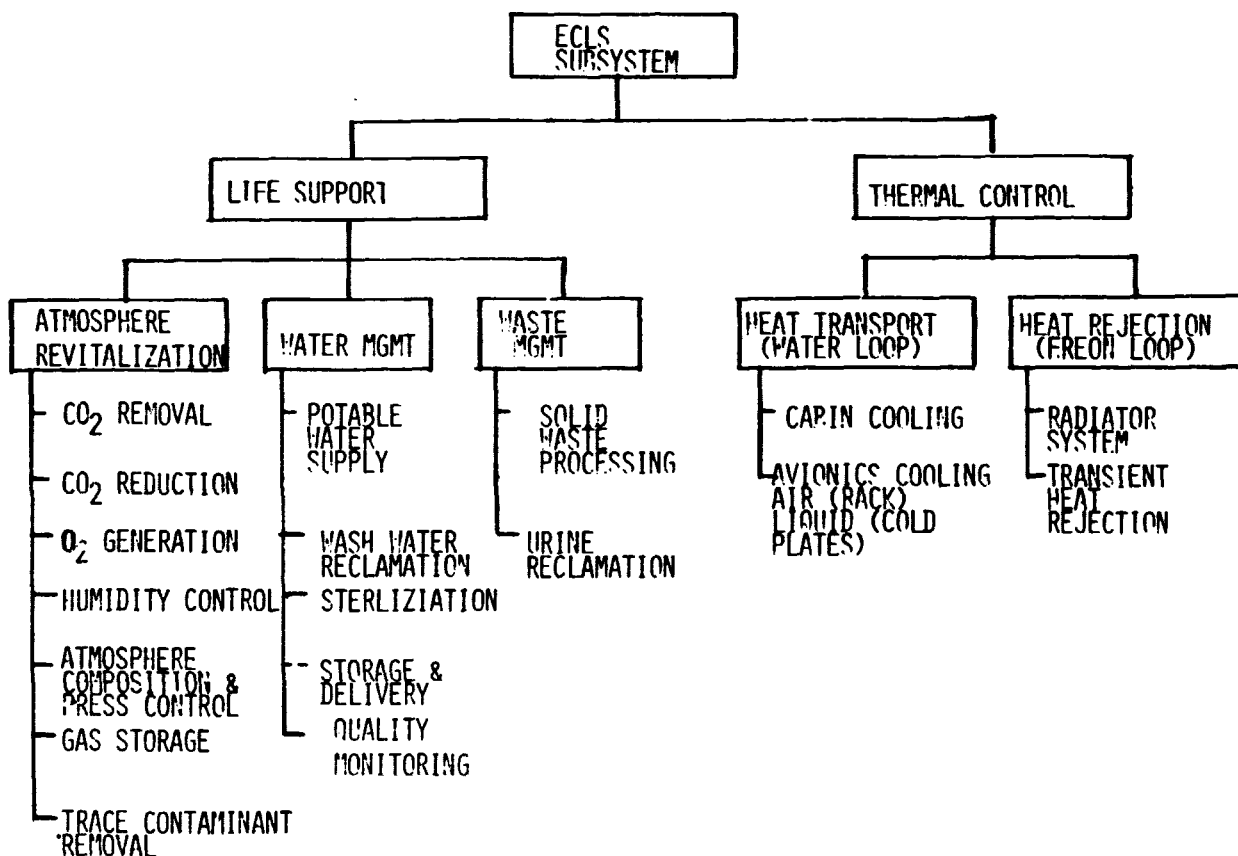 ECLS
SUBSYSTEM
LIFE SUPPORT
THERMAL CONTROL
ATMOSPHERE
REVITALIZATION
WATER MGMT
WASTE
MGMT
HEAT TRANSPORT
(WATER LOOP)
HEAT REJECTION
(FREON LOOP)
CO2 REMOVAL
CO2 REDUCTION
O2 GENERATION
HUMIDITY CONTROL
ATMOSPHERE
COMPOSITION &
PRESS CONTROL
GAS STORAGE
TRACE CONTAMINANT
REMOVAL
POTABLE
WATER
SUPPLY
WASH WATER
RECLAMATION
STERLIZIATION
STORAGE &
DELIVERY
QUALITY
MONITORING
SOLID
WASTE
PROCESSING
URINE
RECLAMATION
CABIN COOLING
AVIONICS COOLING
AIR (RACK)
LIQUID (COLD
PLATES)
RADIATOR
SYSTEM
TRANSIENT
HEAT
REJECTION